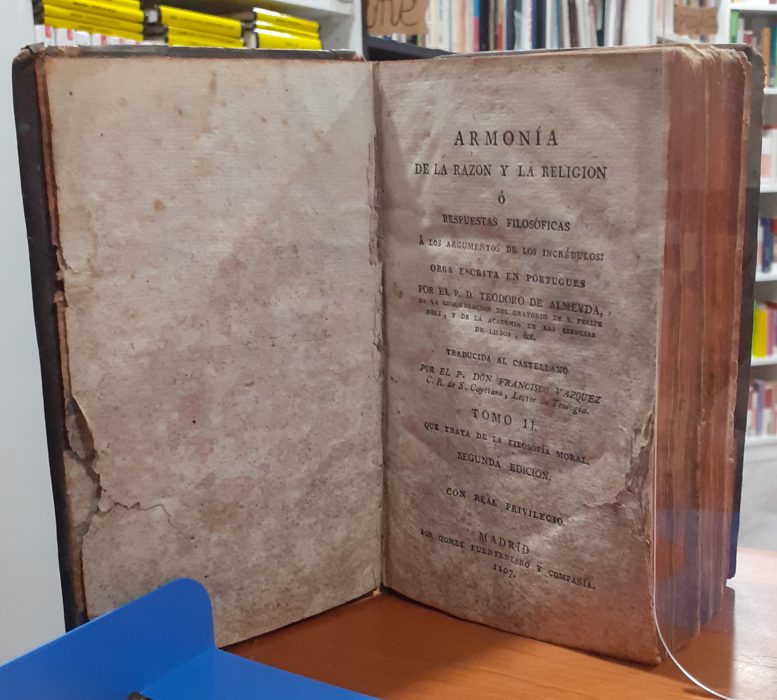 ARMONÍA
DE LA RAZON Y LA RELIGION
Ó
RESPUESTAS FILOSÓFICAS
Á LOS ARGUMENTOS DE LOS INCRÉDULOS:
OBRA ESCRITA EN PORTUGUES
POR EL P. D. TEODORO DE ALMEYDA,
DE LA CONGREGACION DEL ORATORIO DE S. FELIPE
NERI, Y DE LA ACADEMIA DE LAS CIENCIAS
DE LISBOA, &c.
TRADUCIDA AL CASTELLANO
POR EL P. DON FRANCISCO VAZQUEZ
C. R. de S. Cayetano, Lector de Teología.
TOMO II.
QUE TRATA DE LA FILOSOFÍA MORAL.
SEGUNDA EDICION.
CON REAL PRIVILEGIO.
MADRID
POR GOMEZ FUENTENEBRO Y COMPAÑÍA.
1807.